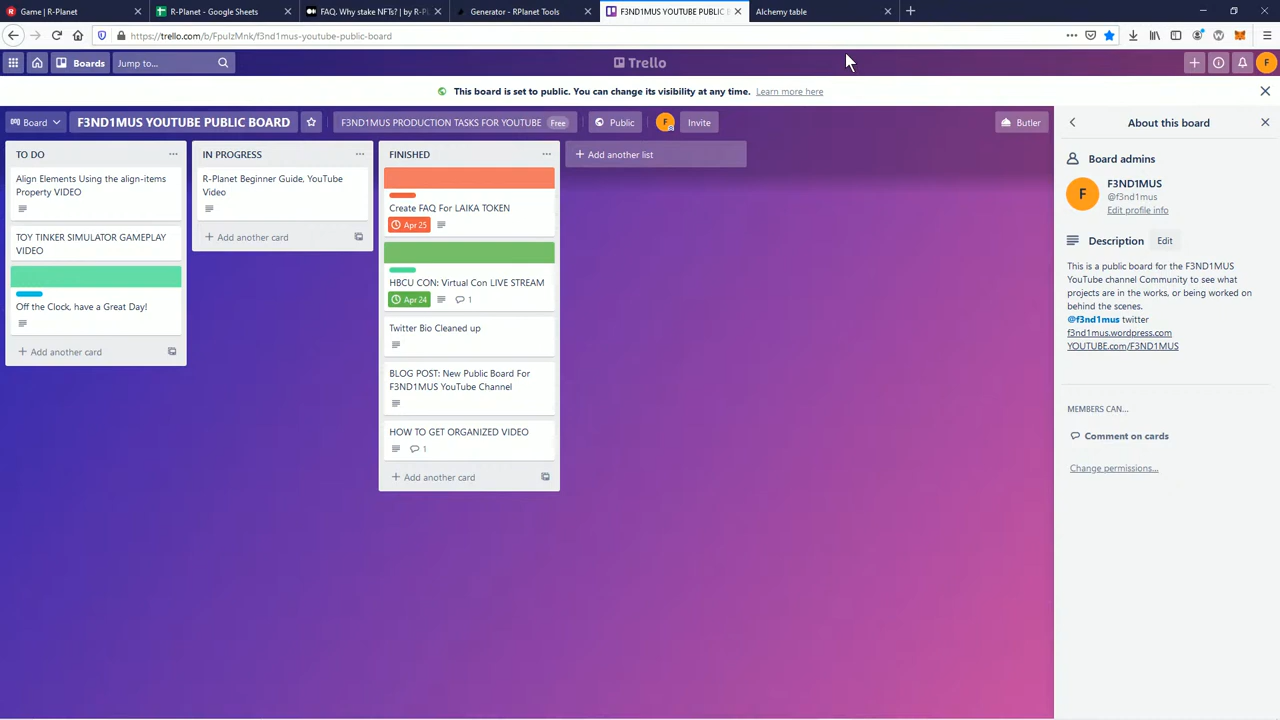 Game | R-Planet
R-Planet - Google Sheets
FAQ. Why stake NFTs? | by R-Pl
Generator - RPlanet Tools
F3ND1MUS YOUTUBE PUBLIC B
Alchemy table
https://trello.com/b/FpuIzMnk/f3nd1mus-youtube-public-board
Boards
Jump to...
Trello
F
This board is set to public. You can change its visibility at any time. Learn more here
Board
F3ND1MUS YOUTUBE PUBLIC BOARD
F3ND1MUS PRODUCTION TASKS FOR YOUTUBE Free
Public
F
Invite
Butler
TO DO
Align Elements Using the align-items
Property VIDEO
TOY TINKER SIMULATOR GAMEPLAY
VIDEO
Off the Clock, have a Great Day!
+ Add another card
IN PROGRESS
R-Planet Beginner Guide, YouTube
Video
+ Add another card
FINISHED
Create FAQ For LAIKA TOKEN
Apr 25
HBCU CON: Virtual Con LIVE STREAM
Apr 24
1
Twitter Bio Cleaned up
BLOG POST: New Public Board For
F3ND1MUS YouTube Channel
HOW TO GET ORGANIZED VIDEO
1
+ Add another card
+ Add another list
About this board
Board admins
F
F3ND1MUS
@f3nd1mus
Edit profile info
Description
Edit
This is a public board for the F3ND1MUS
YouTube channel Community to see what
projects are in the works, or being worked on
behind the scenes.
@f3nd1mus twitter
f3nd1mus.wordpress.com
YOUTUBE.com/F3ND1MUS
MEMBERS CAN...
Comment on cards
Change permissions...